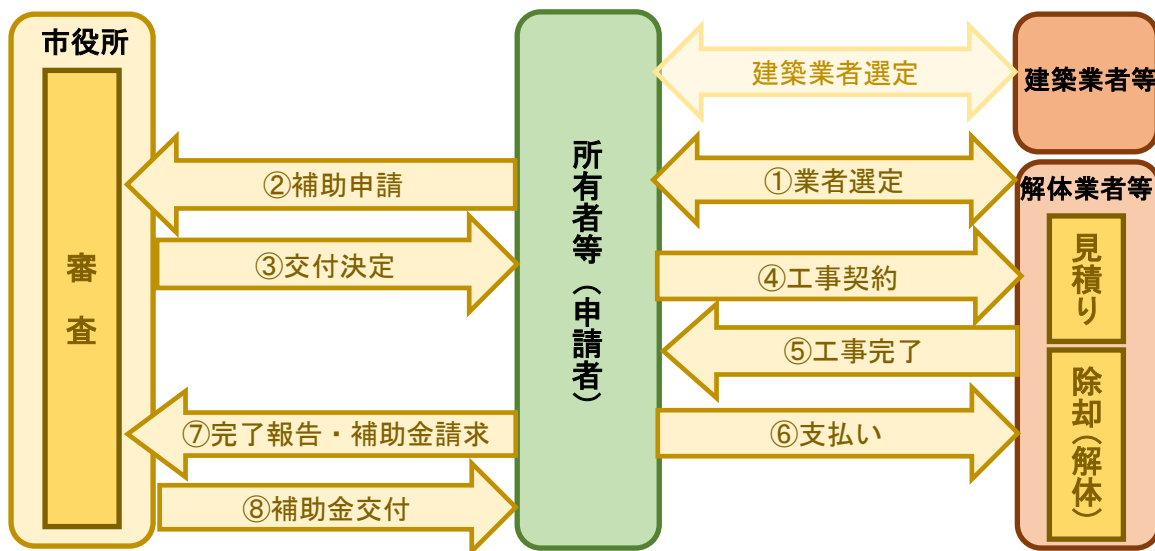 市役所
審査
②補助申請
③交付決定
⑦完了報告・補助金請求
⑧補助金交付
所有者等（申請者）
建築業者選定
①業者選定
④工事契約
⑤工事完了
⑥支払い
建築業者等
解体業者等
見積り
除却（解体）